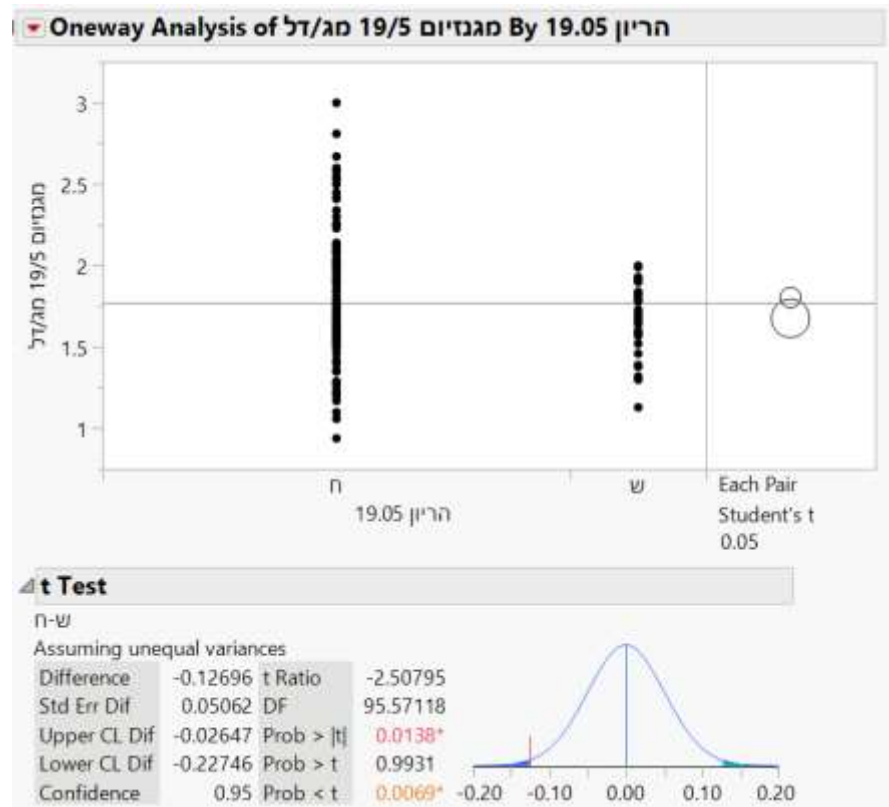 Oneway Analysis of מגנזיום 19/5 מג/דל By הריון 19.05
מגנזיום 19/5 מג/דל
3
2.5
2
1.5
1
ח
ש
הריון 19.05
Each Pair
Student's t
0.05
t Test
ש-ח
Assuming unequal variances
Difference -0.12696 t Ratio -2.50795
Std Err Dif 0.05062 DF 95.57118
Upper CL Dif -0.02647 Prob > |t| 0.0138*
Lower CL Dif -0.22746 Prob > t 0.9931
Confidence 0.95 Prob < t 0.0069*
-0.20 -0.10 0.00 0.10 0.20